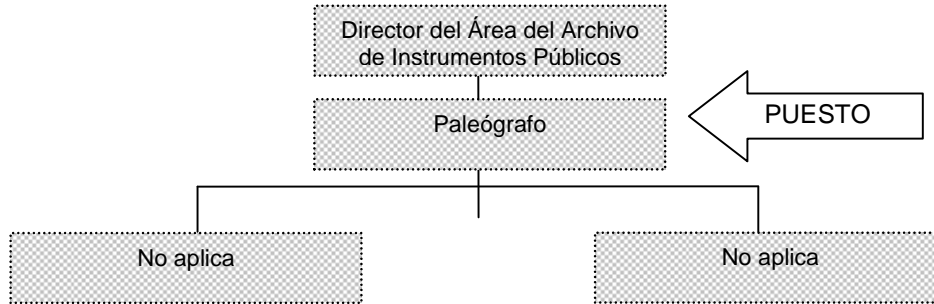 Director del Área del Archivo
de Instrumentos Públicos
Paleógrafo
PUESTO
No aplica
No aplica